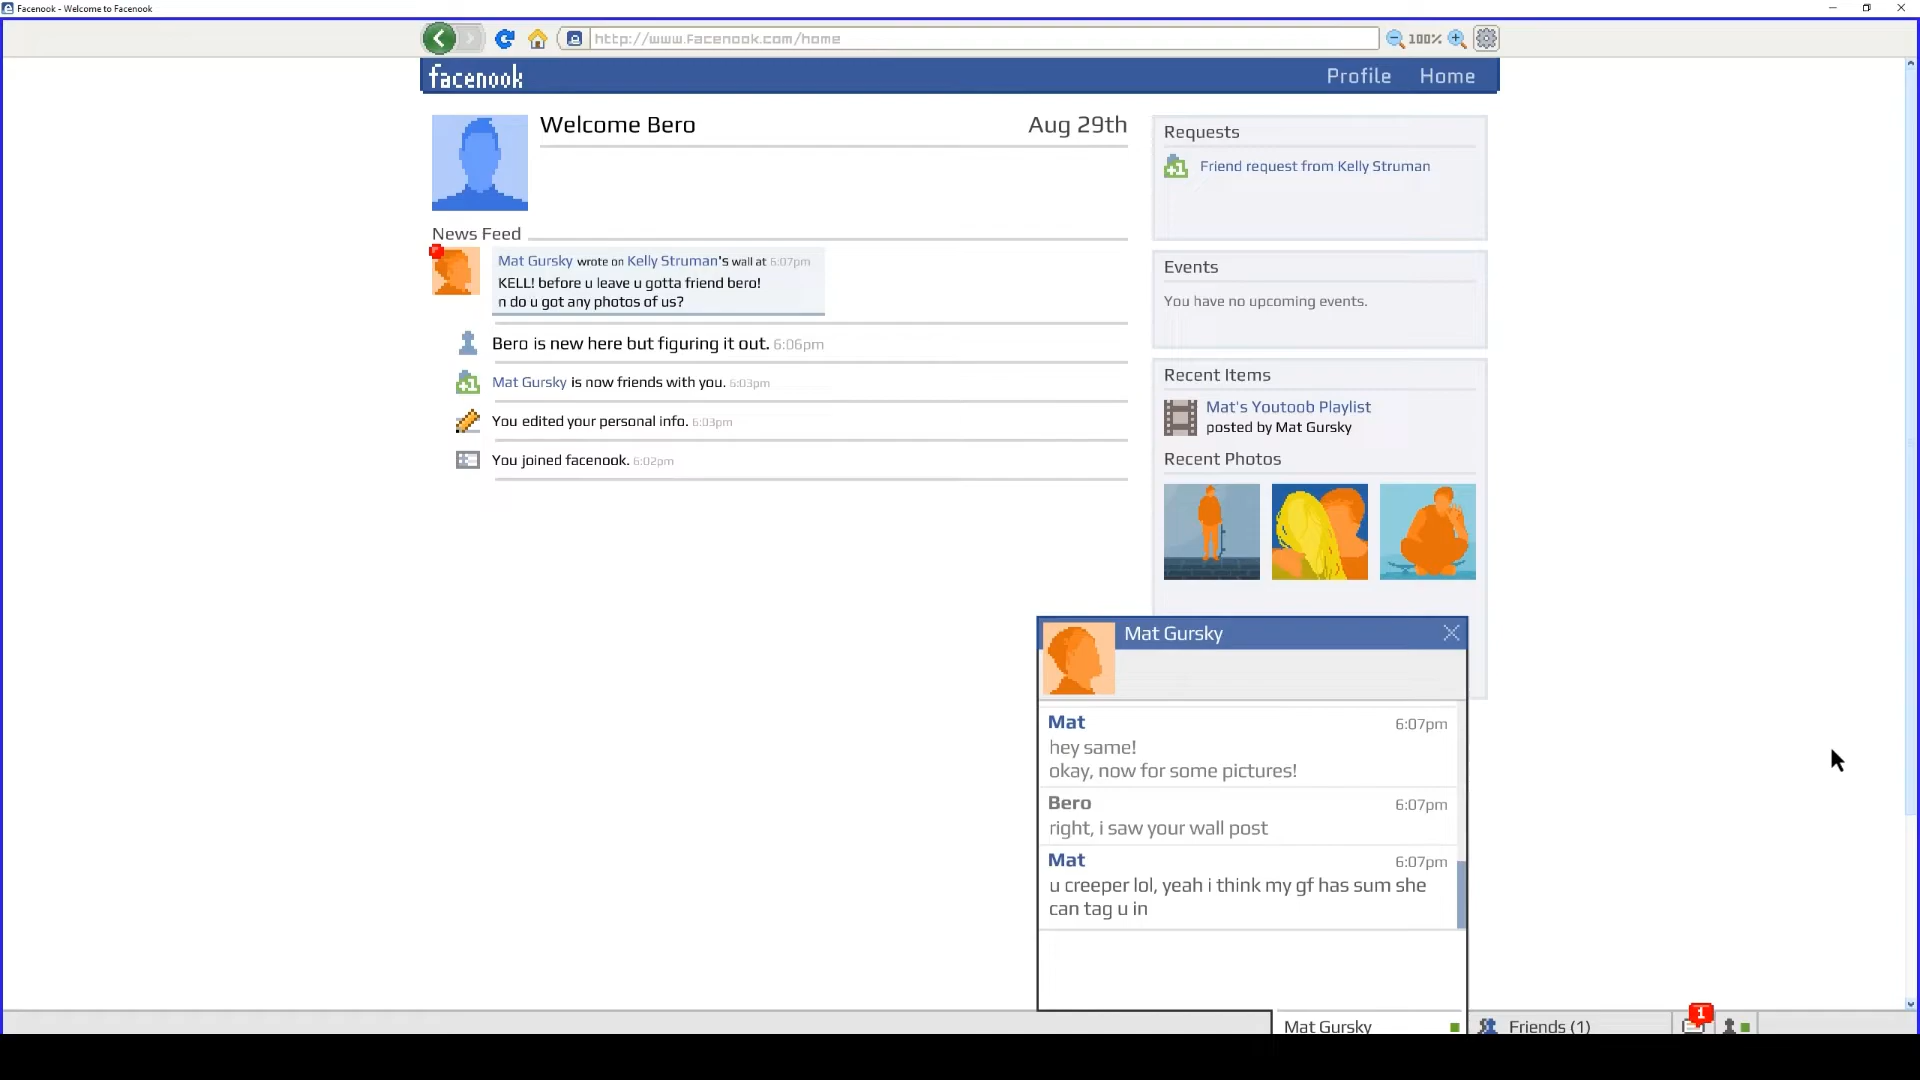 Facenook - Welcome to Facenook
http://www.Facenook.com/home
100%
facenook
Profile
Home
Welcome Bero
Aug 29th
News Feed
Mat Gursky wrote on Kelly Struman's wall at 6:07pm
KELL! before u leave u gotta friend bero!
n do u got any photos of us?
Bero is new here but figuring it out. 6:06pm
+1
Mat Gursky is now friends with you. 6:03pm
You edited your personal info. 6:03pm
You joined facenook. 6:02pm
Requests
+1
Friend request from Kelly Struman
Events
You have no upcoming events.
Recent Items
Mat's Youtoob Playlist
posted by Mat Gursky
Recent Photos
Mat Gursky
Mat 6:07pm
hey same!
okay, now for some pictures!
Bero 6:07pm
right, i saw your wall post
Mat 6:07pm
u creeper lol, yeah i think my gf has sum she
can tag u in
Mat Gursky
Friends (1)
1